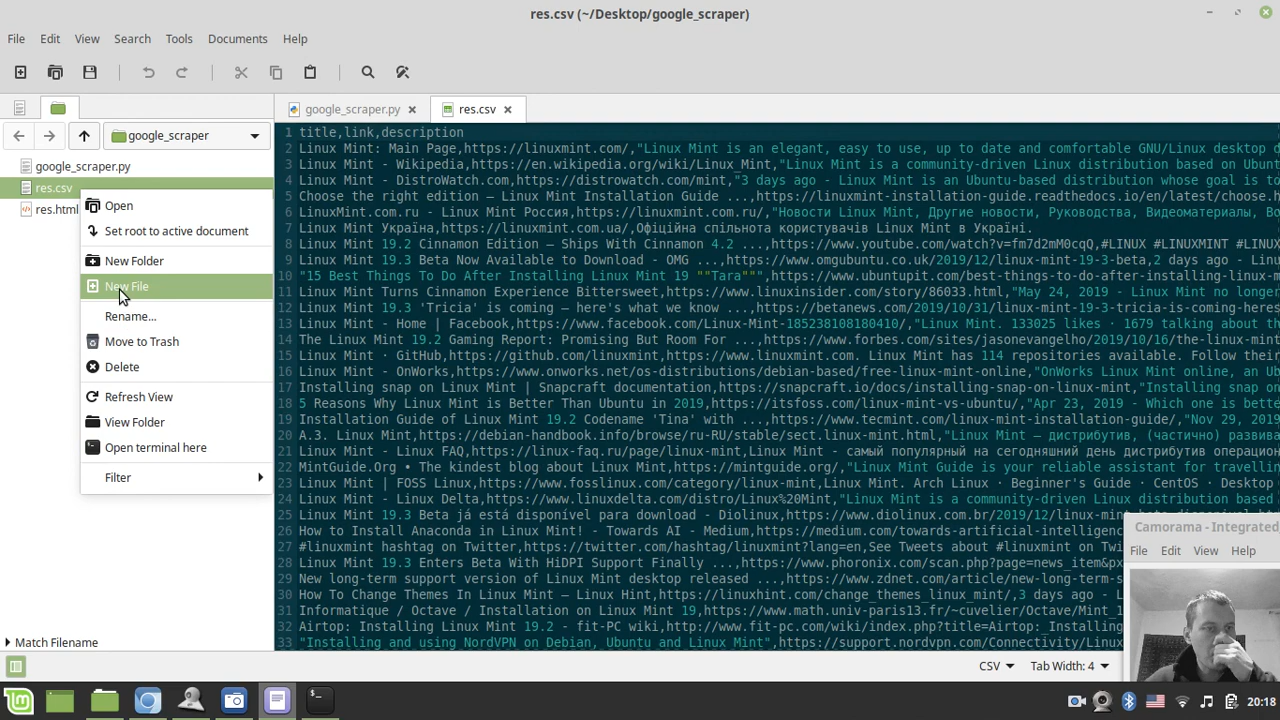 res.csv (~/Desktop/google_scraper)
File Edit View Search Tools Documents Help
google_scraper
google_scraper.py
res.csv
res.html
Open
Set root to active document
New Folder
New File
Rename...
Move to Trash
Delete
Refresh View
View Folder
Open terminal here
Filter
Match Filename
google_scraper.py res.csv
1 title,link,description
2 Linux Mint: Main Page,https://linuxmint.com/,"Linux Mint is an elegant, easy to use, up to date and comfortable GNU/Linux desktop d
3 Linux Mint - Wikipedia,https://en.wikipedia.org/wiki/Linux_Mint,"Linux Mint is a community-driven Linux distribution based on Ubunt
4 Linux Mint - DistroWatch.com,https://distrowatch.com/mint,"3 days ago - Linux Mint is an Ubuntu-based distribution whose goal is to
5 Choose the right edition — Linux Mint Installation Guide ...,https://linuxmint-installation-guide.readthedocs.io/en/latest/choose.h
6 LinuxMint.com.ru - Linux Mint Россия,https://linuxmint.com.ru/,"Новости Linux Mint, Другие новости, Руководства, Видеоматериалы, Во
7 Linux Mint Україна,https://linuxmint.com.ua/,Офіційна спільнота користувачів Linux Mint в Україні.
8 Linux Mint 19.2 Cinnamon Edition – Ships With Cinnamon 4.2 ...,https://www.youtube.com/watch?v=fm7d2mM0cqQ,#LINUX #LINUXMINT #LINUX
9 Linux Mint 19.3 Beta Now Available to Download - OMG ...,https://www.omgubuntu.co.uk/2019/12/linux-mint-19-3-beta,2 days ago - Linu
10 "15 Best Things To Do After Installing Linux Mint 19 ""Tara""",https://www.ubuntupit.com/best-things-to-do-after-installing-linux-m
11 Linux Mint Turns Cinnamon Experience Bittersweet,https://www.linuxinsider.com/story/86033.html,"May 24, 2019 - Linux Mint no longer
12 Linux Mint 19.3 'Tricia' is coming – here's what we know ...,https://betanews.com/2019/10/31/linux-mint-19-3-tricia-is-coming-heres
13 Linux Mint - Home | Facebook,https://www.facebook.com/Linux-Mint-185238108180410/,"Linux Mint. 133025 likes · 1679 talking about th
14 The Linux Mint 19.2 Gaming Report: Promising But Room For ...,https://www.forbes.com/sites/jasonevangelho/2019/10/16/the-linux-mint
15 Linux Mint · GitHub,https://github.com/linuxmint,https://www.linuxmint.com. Linux Mint has 114 repositories available. Follow their
16 Linux Mint - OnWorks,https://www.onworks.net/os-distributions/debian-based/free-linux-mint-online,"OnWorks Linux Mint online, an Ub
17 Installing snap on Linux Mint | Snapcraft documentation,https://snapcraft.io/docs/installing-snap-on-linux-mint,"Installing snap on
18 5 Reasons Why Linux Mint is Better Than Ubuntu in 2019,https://itsfoss.com/linux-mint-vs-ubuntu/,"Apr 23, 2019 - Which one is bette
19 Installation Guide of Linux Mint 19.2 Codename 'Tina' with ...,https://www.tecmint.com/linux-mint-installation-guide/,"Nov 29, 2019
20 A.3. Linux Mint,https://debian-handbook.info/browse/ru-RU/stable/sect.linux-mint.html,"Linux Mint — дистрибутив, (частично) развива
21 Linux Mint - Linux FAQ,https://linux-faq.ru/page/linux-mint,Linux Mint - самый популярный на сегодняшний день дистрибутив операцион
22 MintGuide.Org • The kindest blog about Linux Mint,https://mintguide.org/,"Linux Mint Guide is your reliable assistant for travellin
23 Linux Mint | FOSS Linux,https://www.fosslinux.com/category/linux-mint,Linux Mint. Arch Linux · Beginner's Guide · CentOS · Desktop
24 Linux Mint - Linux Delta,https://www.linuxdelta.com/distro/Linux%20Mint,"Linux Mint is a community-driven Linux distribution based
25 Linux Mint 19.3 Beta já está disponível para download - Diolinux,https://www.diolinux.com.br/2019/12/linux-mint-beta-disponivel
26 How to Install Anaconda in Linux Mint! - Towards AI - Medium,https://medium.com/towards-artificial-intelligenc
27 #linuxmint hashtag on Twitter,https://twitter.com/hashtag/linuxmint?lang=en,See Tweets about #linuxmint on Twi
28 Linux Mint 19.3 Enters Beta With HiDPI Support Finally ...,https://www.phoronix.com/scan.php?page=news_item&px
29 New long-term support version of Linux Mint desktop released ...,https://www.zdnet.com/article/new-long-term-s
30 How To Change Themes In Linux Mint – Linux Hint,https://linuxhint.com/change_themes_linux_mint/,3 days ago - L
31 Informatique / Octave / Installation on Linux Mint 19,https://www.math.univ-paris13.fr/~cuvelier/Octave/Mint_1
32 Airtop: Installing Linux Mint 19.2 - fit-PC wiki,http://www.fit-pc.com/wiki/index.php?title=Airtop:_Installing
33 "Installing and using NordVPN on Debian, Ubuntu and Linux Mint",https://support.nordvpn.com/Connectivity/Linux
Camorama - Integrated
File Edit View Help
CSV Tab Width: 4
20:18